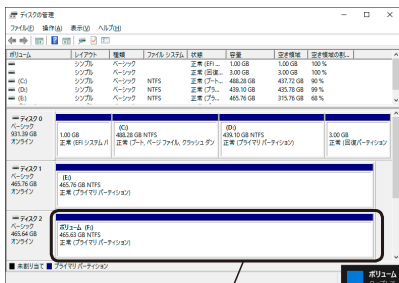 ディスクの管理
ファイル(F) 操作(A) 表示(V) ヘルプ(H)
ボリューム レイアウト 種類 ファイル システム 状態 容量 空き領域 空き領域の割...
シンプル ベーシック 正常 (EFI ... 1.00 GB 1.00 GB 100 %
シンプル ベーシック 正常 (回復... 3.00 GB 3.00 GB 100 %
(C:) シンプル ベーシック NTFS 正常 (ブート... 488.28 GB 437.72 GB 90 %
(D:) シンプル ベーシック NTFS 正常 (プラ... 439.10 GB 435.78 GB 99 %
(E:) シンプル ベーシック NTFS 正常 (プラ... 465.76 GB 315.76 GB 68 %
ディスク 0
ベーシック
931.39 GB
オンライン
1.00 GB
正常 (EFI システム パ
(C:)
488.28 GB NTFS
正常 (ブート, ページ ファイル, クラッシュ ダン
(D:)
439.10 GB NTFS
正常 (プライマリ パーティション)
3.00 GB
正常 (回復パーティション)
ディスク 1
ベーシック
465.76 GB
オンライン
(E:)
465.76 GB NTFS
正常 (プライマリ パーティション)
ディスク 2
ベーシック
465.64 GB
オンライン
ボリューム (F:)
465.63 GB NTFS
正常 (プライマリ パーティション)
未割り当て プライマリ パーティション
ボリューム